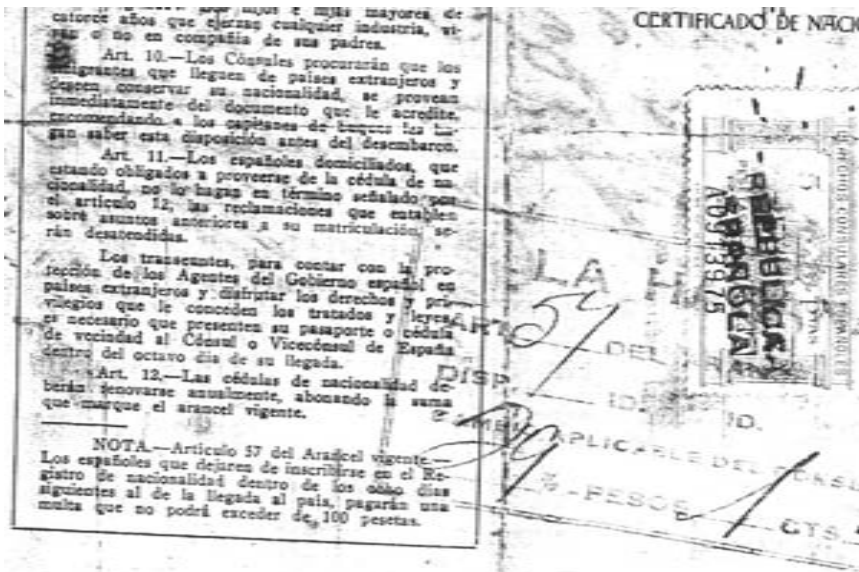 catorce años que ejerzan cualquier industria, vi-
van o no en compañía de sus padres.
Art. 10.—Los Cónsules procurarán que los
emigrantes que lleguen de países extranjeros y
deseen conservar su nacionalidad, se provean
inmediatamente del documento que le acredite,
encomendando a los capitanes de buques les ha-
gan saber esta disposición antes del desembarco.
Art. 11.—Los españoles domiciliados, que
estando obligados a proveerse de la cédula de na-
cionalidad, no lo hagan en término señalado por
el artículo 12, las reclamaciones que entablen
sobre asuntos anteriores a su matriculación, se-
rán desatendidas.
Los transeuntes, para contar con la pro-
tección de los Agentes del Gobierno español en
países extranjeros y disfrutar los derechos y pri-
vilegios que le conceden los tratados y leyes,
es necesario que presenten su pasaporte o cédula
de vecindad al Cónsul o Vicecónsul de España
dentro del octavo día de su llegada.
Art. 12.—Las cédulas de nacionalidad de-
berán renovarse anualmente, abonando la suma
que marque el arancel vigente.
NOTA.—Artículo 57 del Arancel vigente.—
Los españoles que dejaren de inscribirse en el Re-
gistro de nacionalidad dentro de los ocho días
siguientes al de la llegada al país, pagarán una
multa que no podrá exceder de 100 pesetas.
CERTIFICADO DE NACI
REPUBLICA
ESPAÑOLA
A0973975
LA
ART 57 DEL
DISP
APLICABLE DEL
PESOS 1 CTS.